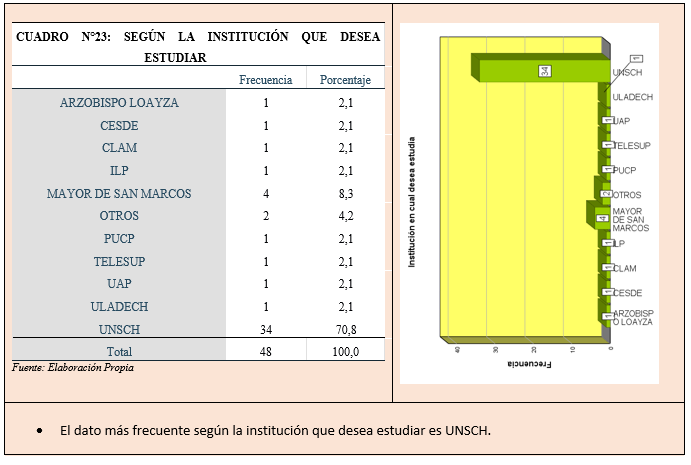 CUADRO N°23: SEGÚN LA INSTITUCIÓN QUE DESEA
ESTUDIAR
Frecuencia Porcentaje
ARZOBISPO LOAYZA 1 2,1
CESDE 1 2,1
CLAM 1 2,1
ILP 1 2,1
MAYOR DE SAN MARCOS 4 8,3
OTROS 2 4,2
PUCP 1 2,1
TELESUP 1 2,1
UAP 1 2,1
ULADECH 1 2,1
UNSCH 34 70,8
Total 48 100,0
Fuente: Elaboración Propia
Institución en cual desea estudia
34 1 UNSCH
ULADECH
1 UAP
1 TELESUP
1 PUCP
2 OTROS
4 MAYOR
DE SAN
MARCOS
1 ILP
1 CLAM
1 CESDE
1 ARZOBISP
O LOAYZA
40 30 20 10 0
Frecuencia
• El dato más frecuente según la institución que desea estudiar es UNSCH.